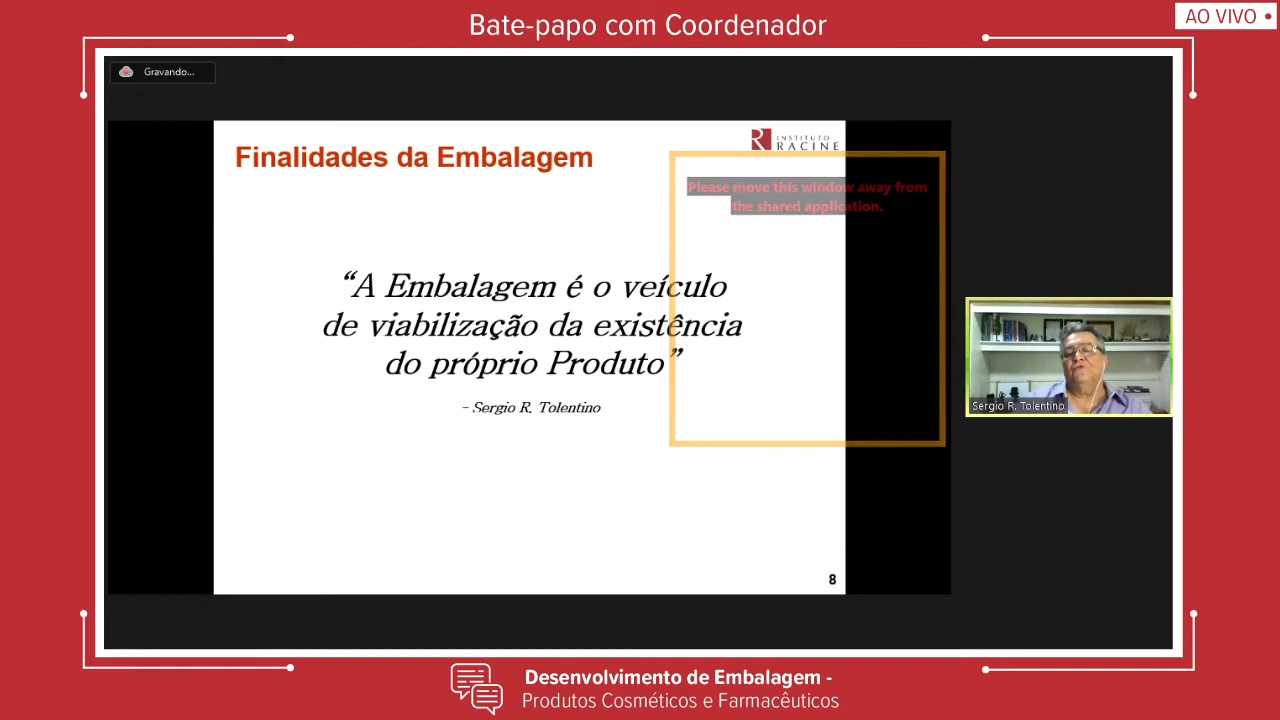 Bate-papo com Coordenador
AO VIVO
Gravando...
INSTITUTO
RACINE
Finalidades da Embalagem
Please move this window away from
the shared application.
“A Embalagem é o veículo
de viabilização da existência
do próprio Produto”
- Sergio R. Tolentino
Sergio R. Tolentino
8
Desenvolvimento de Embalagem -
Produtos Cosméticos e Farmacêuticos